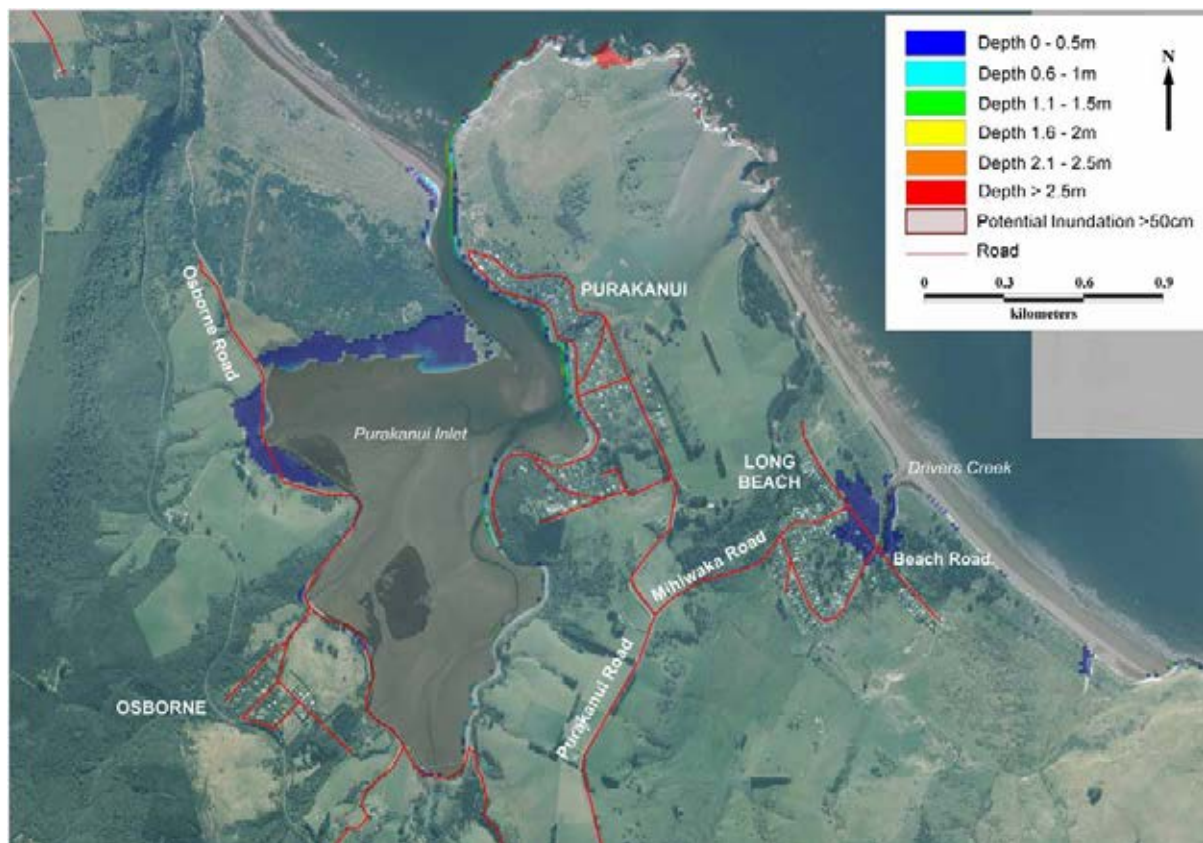 Depth 0 - 0.5m
Depth 0.6 - 1m
Depth 1.1 - 1.5m
Depth 1.6 - 2m
Depth 2.1 - 2.5m
Depth > 2.5m
Potential Inundation >50cm
Road
N
0 0.3 0.6 0.9
kilometers
Osborne Road
PURAKANUI
Purakanui Inlet
LONG
BEACH
Drivers Creek
Mihiwaka Road
Beach Road
Purakanui Road
OSBORNE